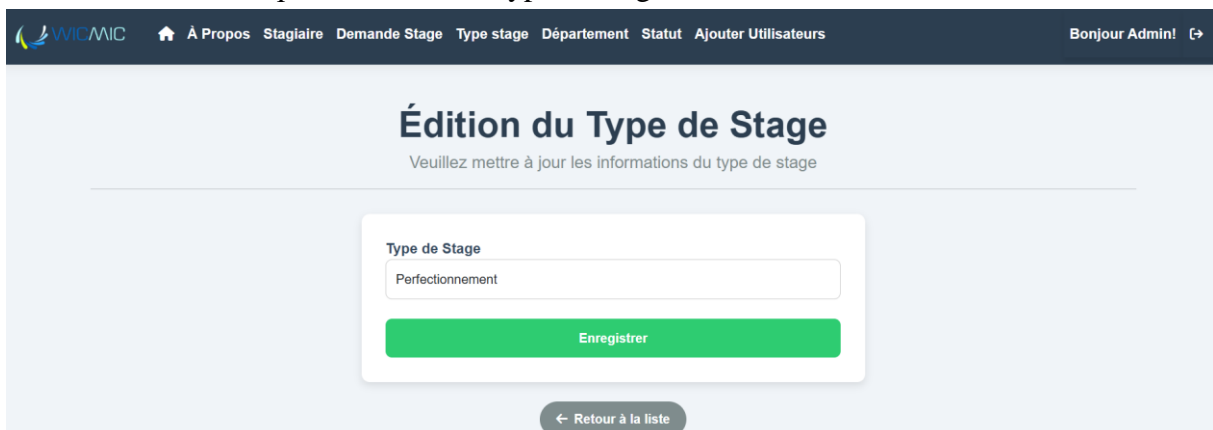 WICMIC À Propos Stagiaire Demande Stage Type stage Département Statut Ajouter Utilisateurs Bonjour Admin!
Édition du Type de Stage
Veuillez mettre à jour les informations du type de stage
Type de Stage
Perfectionnement
Enregistrer
← Retour à la liste